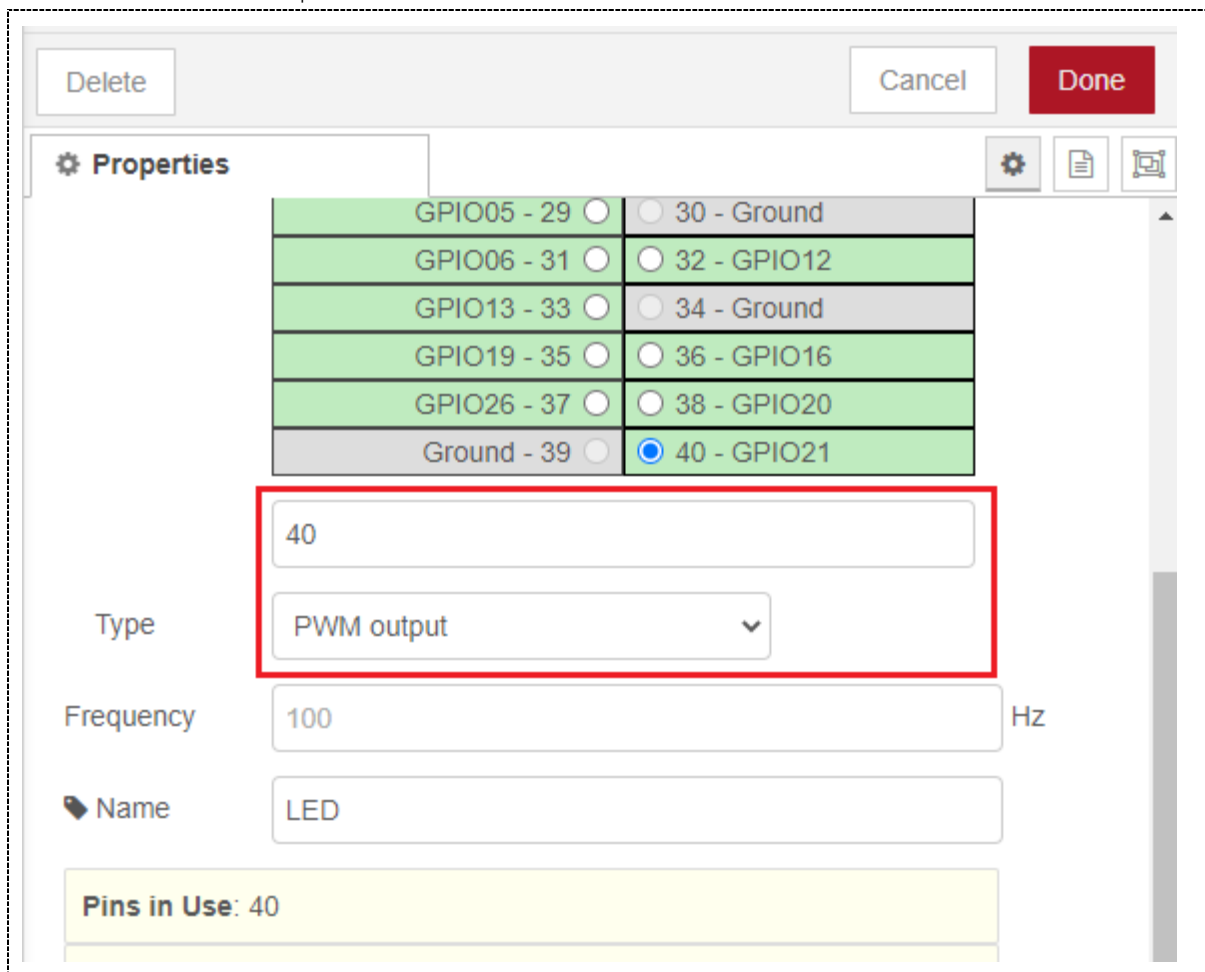 Delete Cancel Done
Properties
GPIO05 - 29 30 - Ground
GPIO06 - 31 32 - GPIO12
GPIO13 - 33 34 - Ground
GPIO19 - 35 36 - GPIO16
GPIO26 - 37 38 - GPIO20
Ground - 39 40 - GPIO21
40
Type PWM output
Frequency 100 Hz
Name LED
Pins in Use: 40